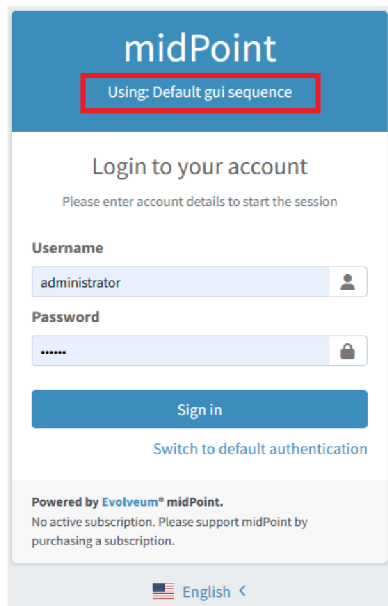 midPoint
Using: Default gui sequence
Login to your account
Please enter account details to start the session
Username
administrator
Password
••••••
Sign in
Switch to default authentication
Powered by Evolveum® midPoint.
No active subscription. Please support midPoint by
purchasing a subscription.
English